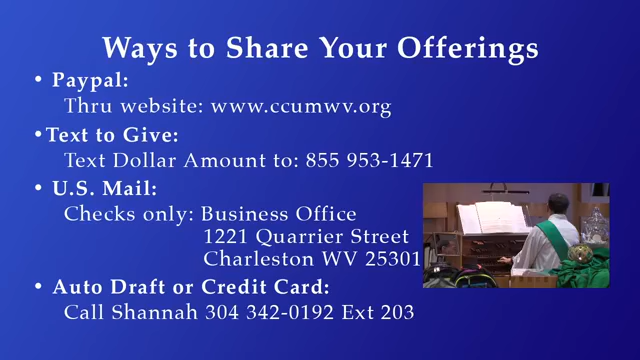 Ways to Share Your Offerings
• Paypal:
Thru website: www.ccumwv.org
•Text to Give:
Text Dollar Amount to: 855 953-1471
• U.S. Mail:
Checks only: Business Office
1221 Quarrier Street
Charleston WV 25301
• Auto Draft or Credit Card:
Call Shannah 304 342-0192 Ext 203